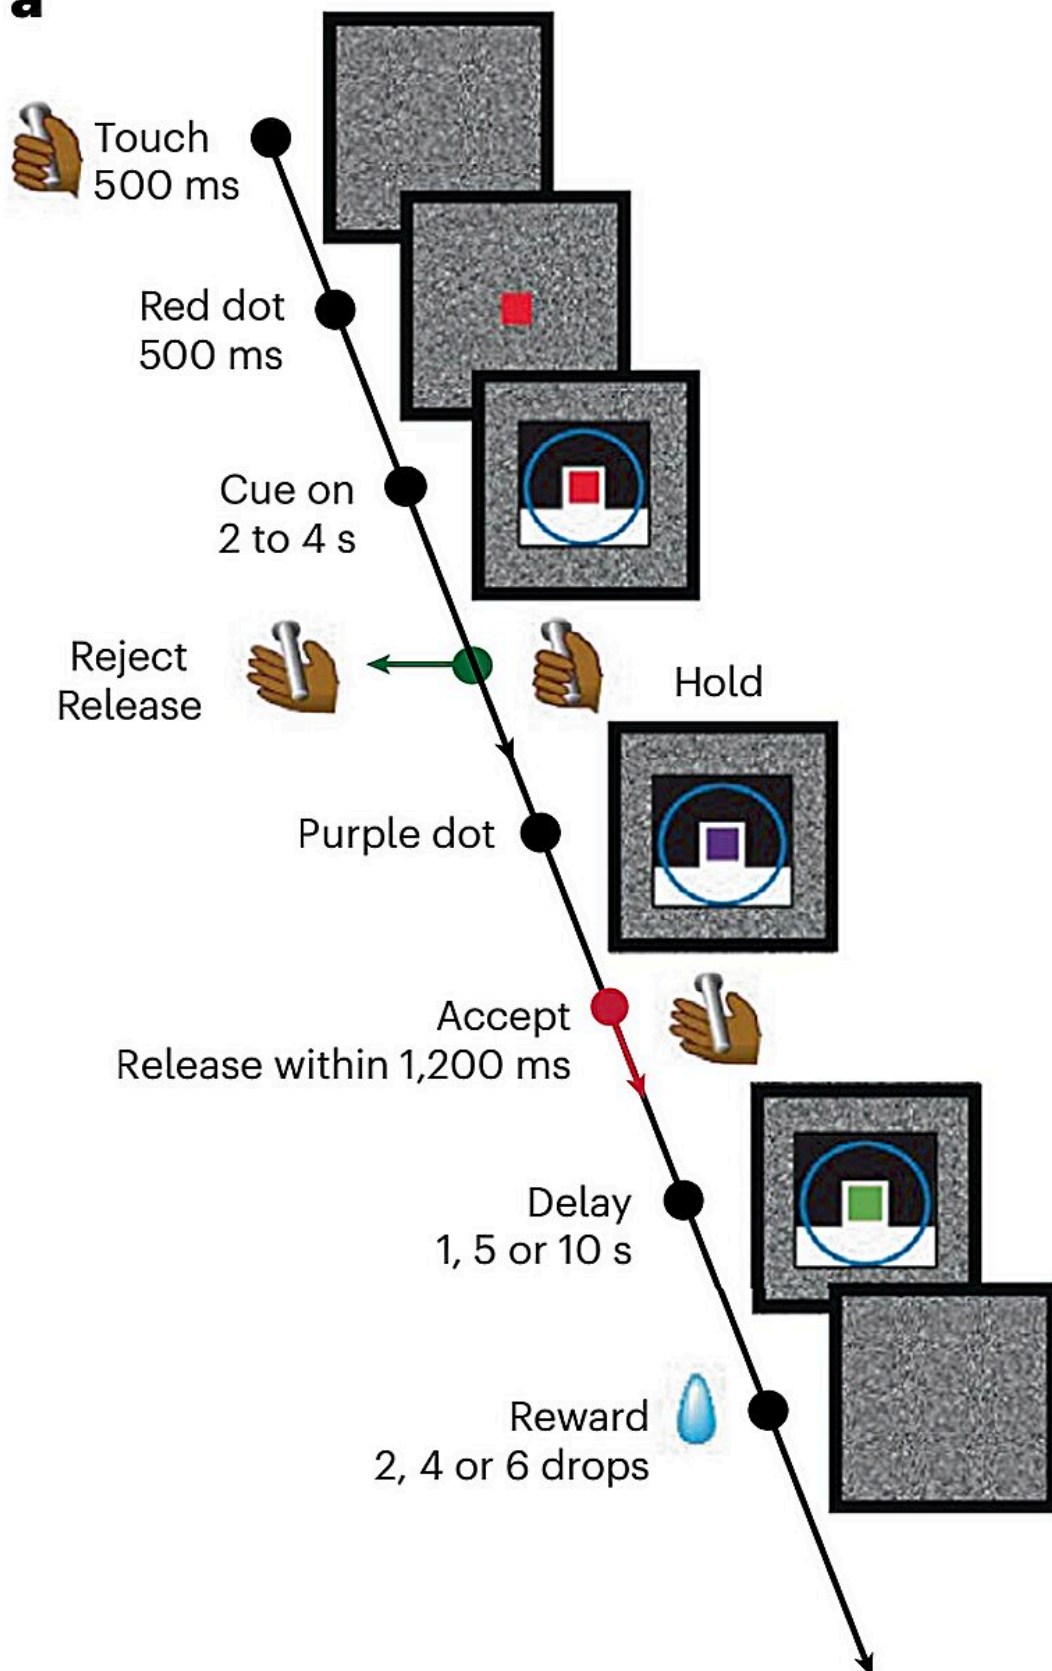 a
Touch
500 ms
Red dot
500 ms
Cue on
2 to 4 s
Reject
Release
Hold
Purple dot
Accept
Release within 1,200 ms
Delay
1, 5 or 10 s
Reward
2, 4 or 6 drops